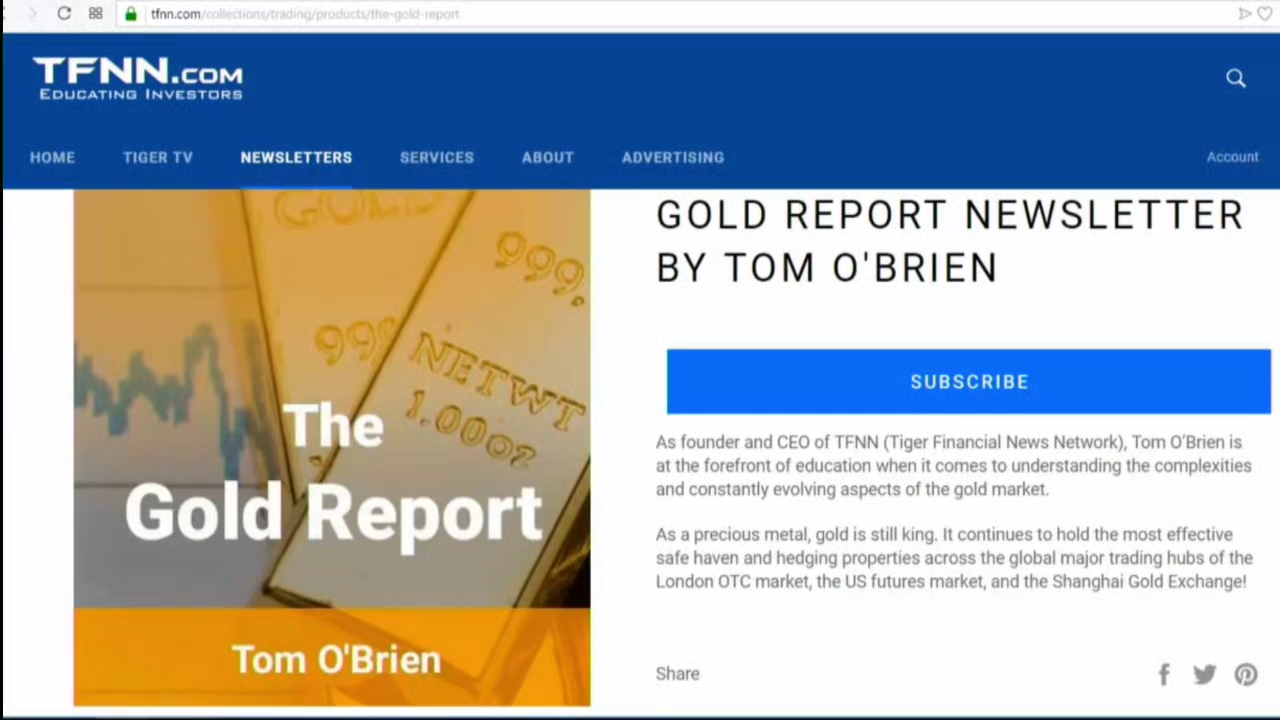 tfnn.com/collections/trading/products/the-gold-report
TFNN.COM
EDUCATING INVESTORS
HOME TIGER TV NEWSLETTERS SERVICES ABOUT ADVERTISING Account
GOLD
999.
999
NET WT
1.00oz
The
Gold Report
Tom O'Brien
GOLD REPORT NEWSLETTER
BY TOM O'BRIEN
SUBSCRIBE
As founder and CEO of TFNN (Tiger Financial News Network), Tom O'Brien is
at the forefront of education when it comes to understanding the complexities
and constantly evolving aspects of the gold market.
As a precious metal, gold is still king. It continues to hold the most effective
safe haven and hedging properties across the global major trading hubs of the
London OTC market, the US futures market, and the Shanghai Gold Exchange!
Share